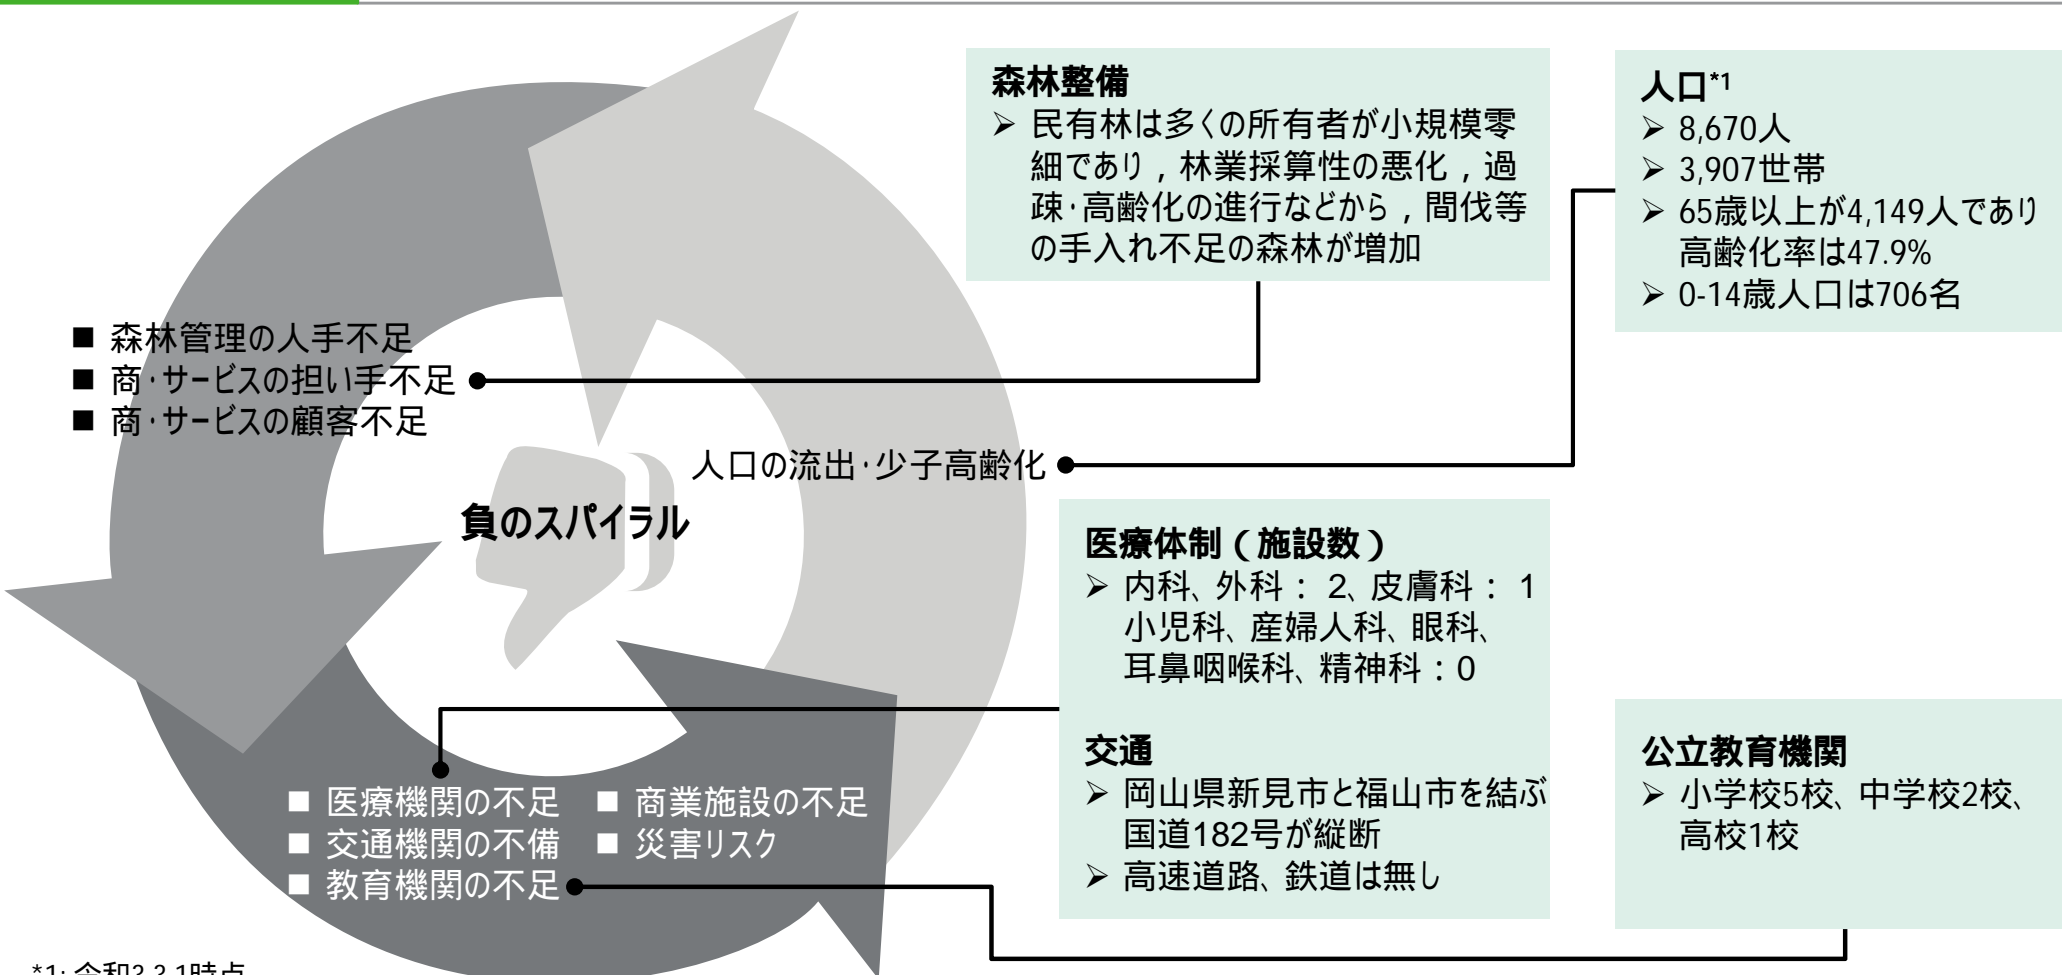 森林整備
➢ 民有林は多くの所有者が小規模零
細であり，林業採算性の悪化，過
疎・高齢化の進行などから，間伐等
の手入れ不足の森林が増加
人口*1
➢ 8,670人
➢ 3,907世帯
➢ 65歳以上が4,149人であり
高齢化率は47.9%
➢ 0-14歳人口は706名
■ 森林管理の人手不足
■ 商・サービスの担い手不足
■ 商・サービスの顧客不足
人口の流出・少子高齢化
負のスパイラル
医療体制（施設数）
➢ 内科、外科： 2、皮膚科： 1
小児科、産婦人科、眼科、
耳鼻咽喉科、精神科：0
交通
➢ 岡山県新見市と福山市を結ぶ
国道182号が縦断
➢ 高速道路、鉄道は無し
公立教育機関
➢ 小学校5校、中学校2校、
高校1校
■ 医療機関の不足 ■ 商業施設の不足
■ 交通機関の不備 ■ 災害リスク
■ 教育機関の不足
*1: 令和3.3.1時点